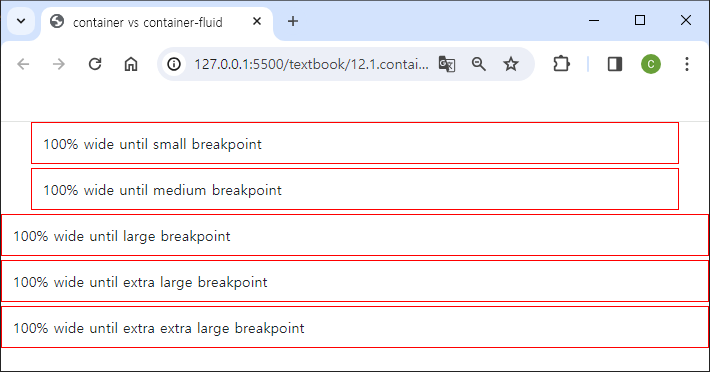 container vs container-fluid
127.0.0.1:5500/textbook/12.1.contai...
C
100% wide until small breakpoint
100% wide until medium breakpoint
100% wide until large breakpoint
100% wide until extra large breakpoint
100% wide until extra extra large breakpoint